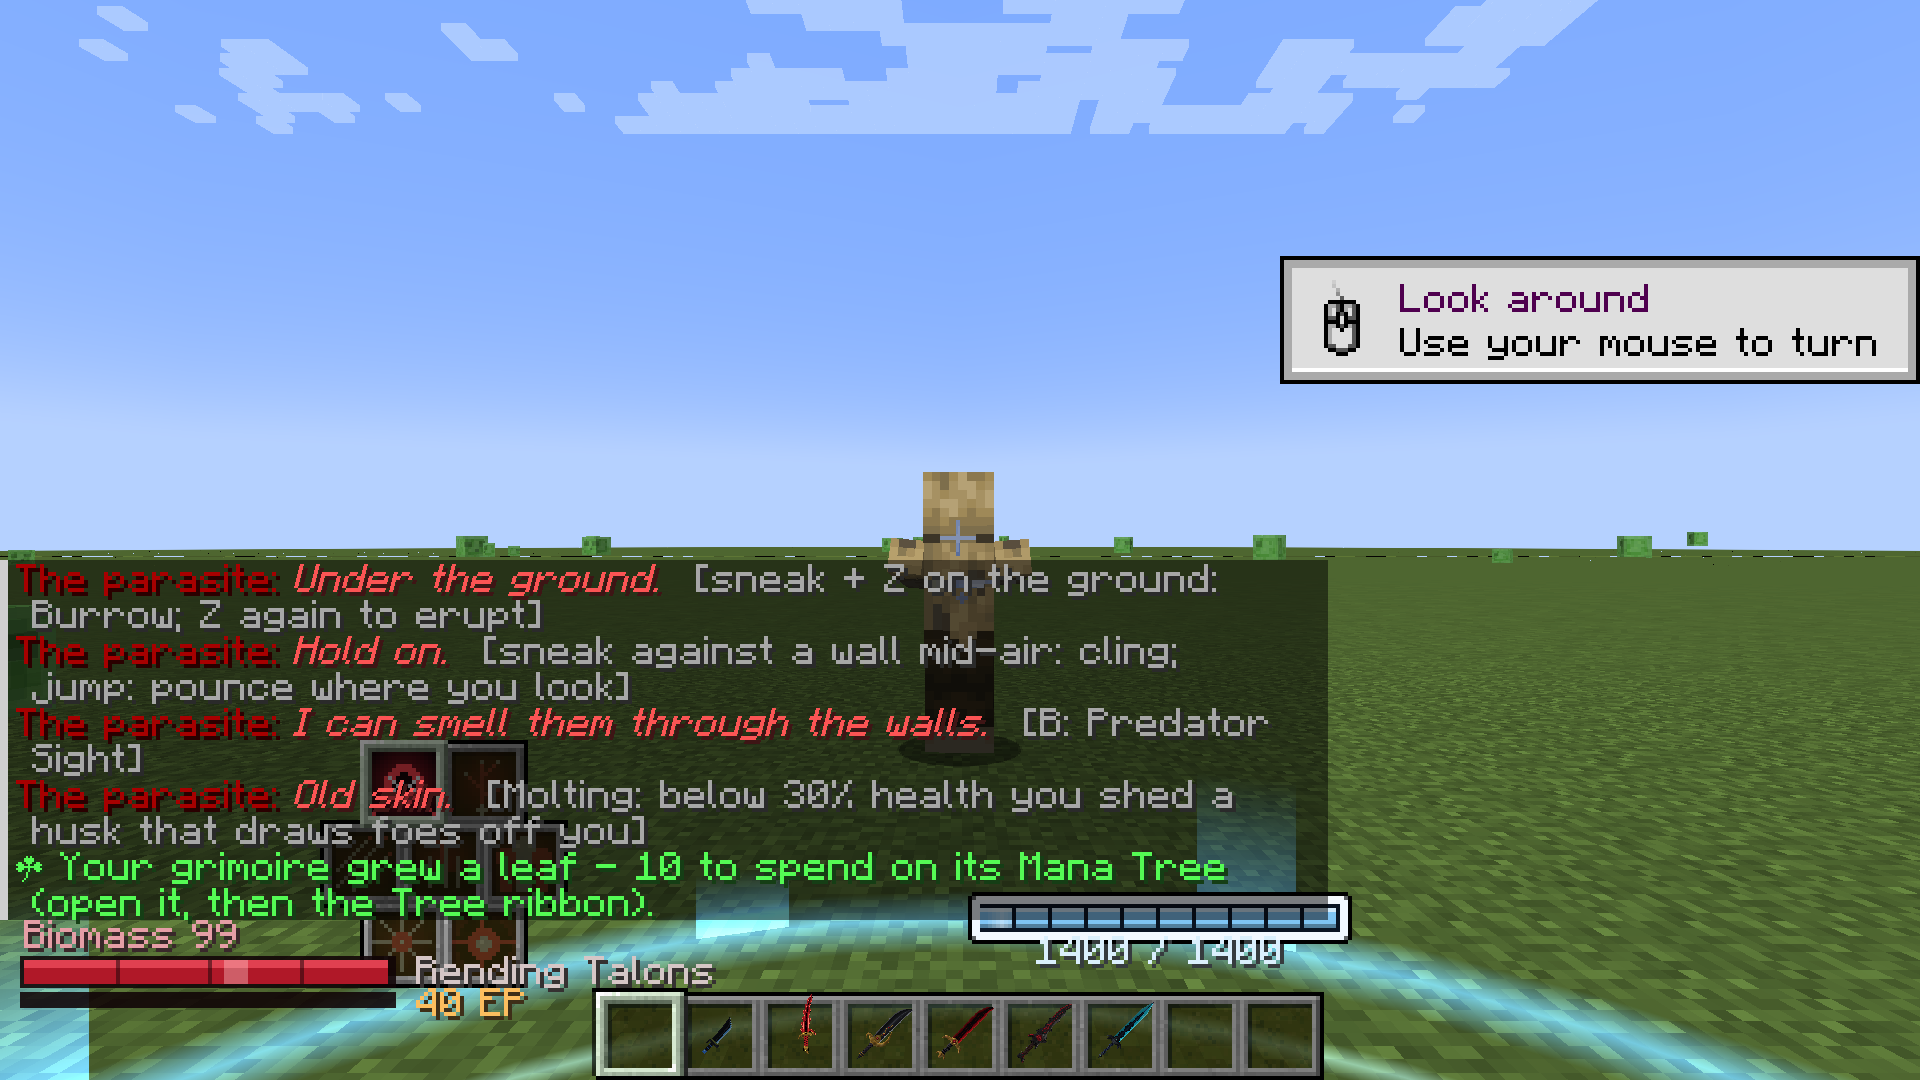 Look around
Use your mouse to turn
The parasite: Under the ground. [sneak + Z on the ground:
Burrow; Z again to erupt]
The parasite: Hold on. [sneak against a wall mid-air: cling;
jump: pounce where you look]
The parasite: I can smell them through the walls. [B: Predator
Sight]
The parasite: Old skin. [Molting: below 30% health you shed a
husk that draws foes off you]
☘ Your grimoire grew a leaf - 10 to spend on its Mana Tree
(open it, then the Tree ribbon).
Biomass 99
1400 / 1400
Rending Talons
40 EP